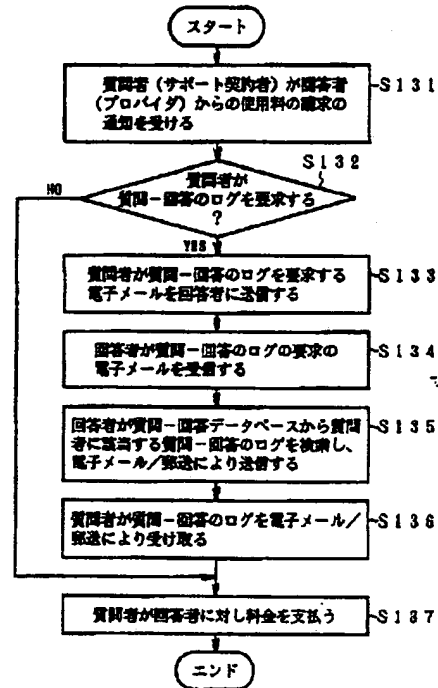 スタート
質問者(サポート契約者)が回答者
(プロバイダ)からの使用料の請求の
通知を受ける
S131
S132
質問者が
質問-回答のログを要求する
?
NO
YES
質問者が質問-回答のログを要求する
電子メールを回答者に送信する
S133
回答者が質問-回答のログの要求の
電子メールを受信する
S134
回答者が質問-回答データベースから質問
者に該当する質問-回答のログを検索し、
電子メール/郵送により送信する
S135
質問者が質問-回答のログを電子メール/
郵送により受け取る
S136
質問者が回答者に対し料金を支払う
S137
エンド